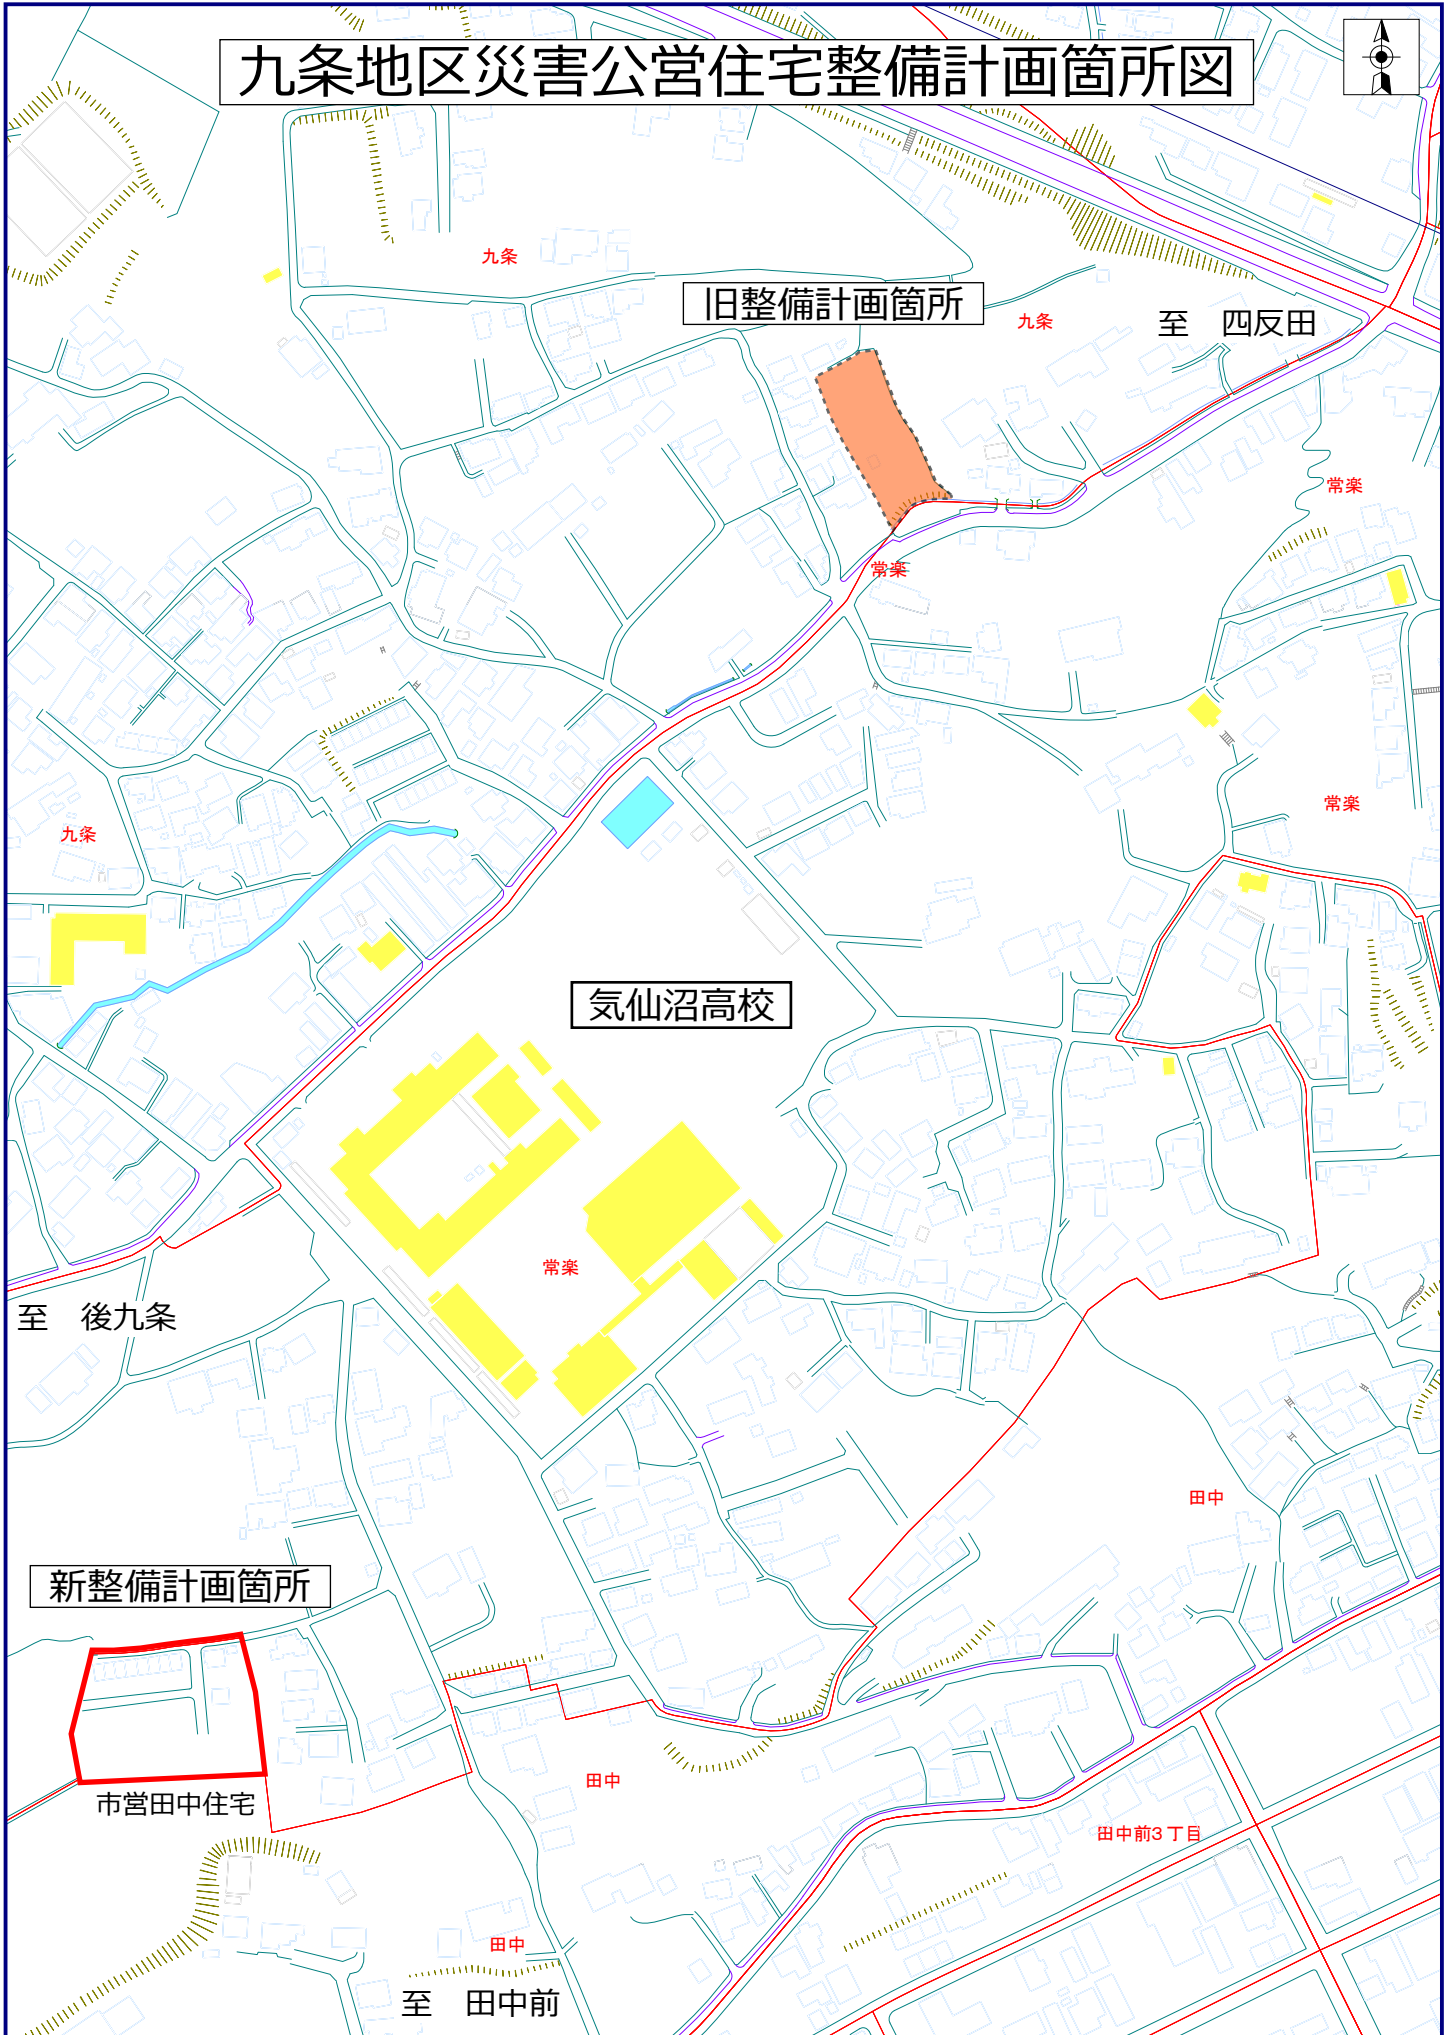 九条地区災害公営住宅整備計画箇所図
九条
旧整備計画箇所
九条
至 四反田
常楽
常楽
常楽
九条
気仙沼高校
常楽
至 後九条
田中
新整備計画箇所
田中
市営田中住宅
田中前3丁目
田中
至 田中前